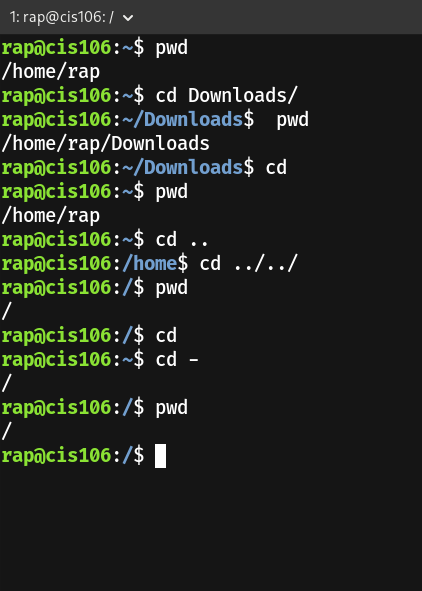 1: rap@cis106: /
rap@cis106:~$ pwd
/home/rap
rap@cis106:~$ cd Downloads/
rap@cis106:~/Downloads$  pwd
/home/rap/Downloads
rap@cis106:~/Downloads$ cd
rap@cis106:~$ pwd
/home/rap
rap@cis106:~$ cd ..
rap@cis106:/home$ cd ../../
rap@cis106:/$ pwd
/
rap@cis106:/$ cd
rap@cis106:~$ cd -
/
rap@cis106:/$ pwd
/
rap@cis106:/$